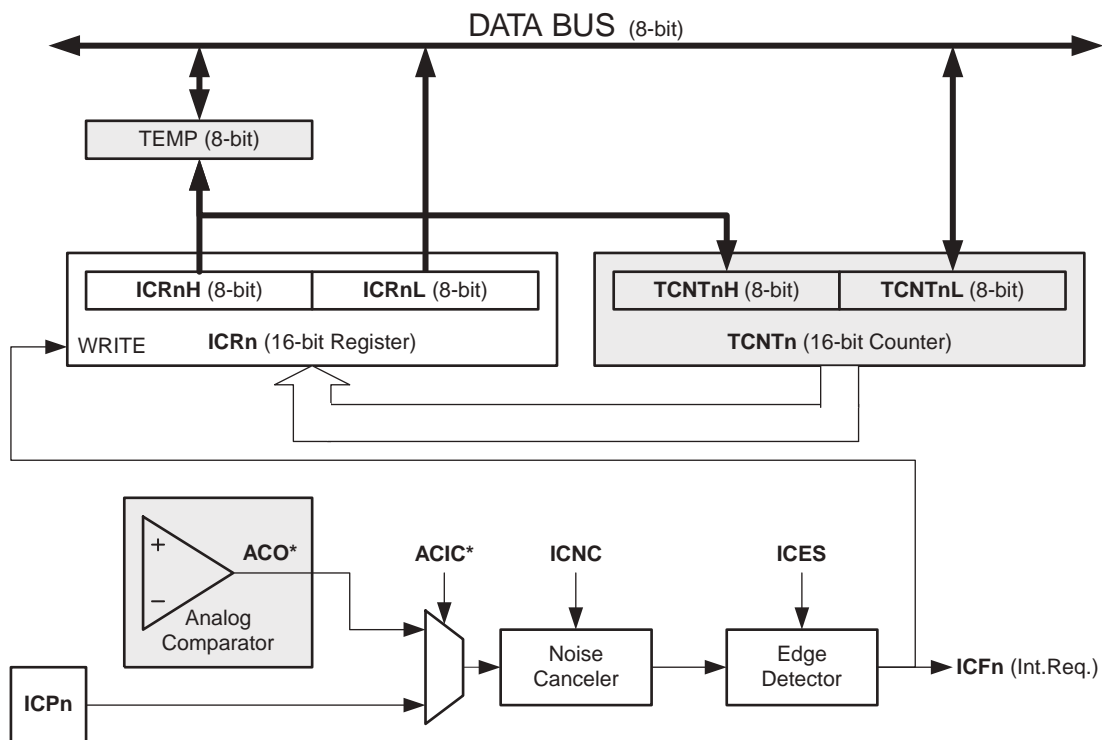 DATA BUS (8-bit)
TEMP (8-bit)
ICRnH (8-bit) ICRnL (8-bit) TCNTnH (8-bit) TCNTnL (8-bit)
WRITE ICRn (16-bit Register) TCNTn (16-bit Counter)
+ ACO* ACIC* ICNC ICES
−
Analog
Comparator
Noise
Canceler
Edge
Detector
ICFn (Int.Req.)
ICPn